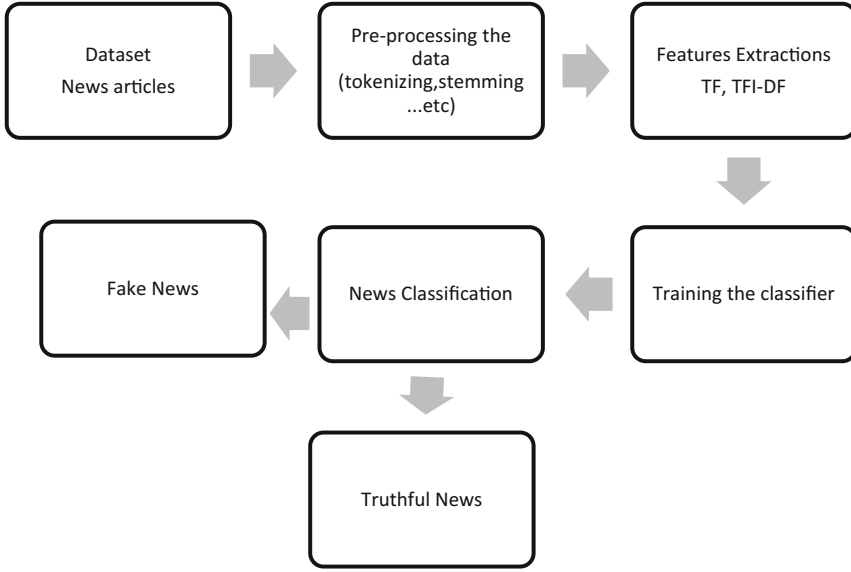 Dataset
News articles
Pre-processing the
data
(tokenizing,stemming
...etc)
Features Extractions
TF, TFI-DF
Fake News
News Classification
Training the classifier
Truthful News